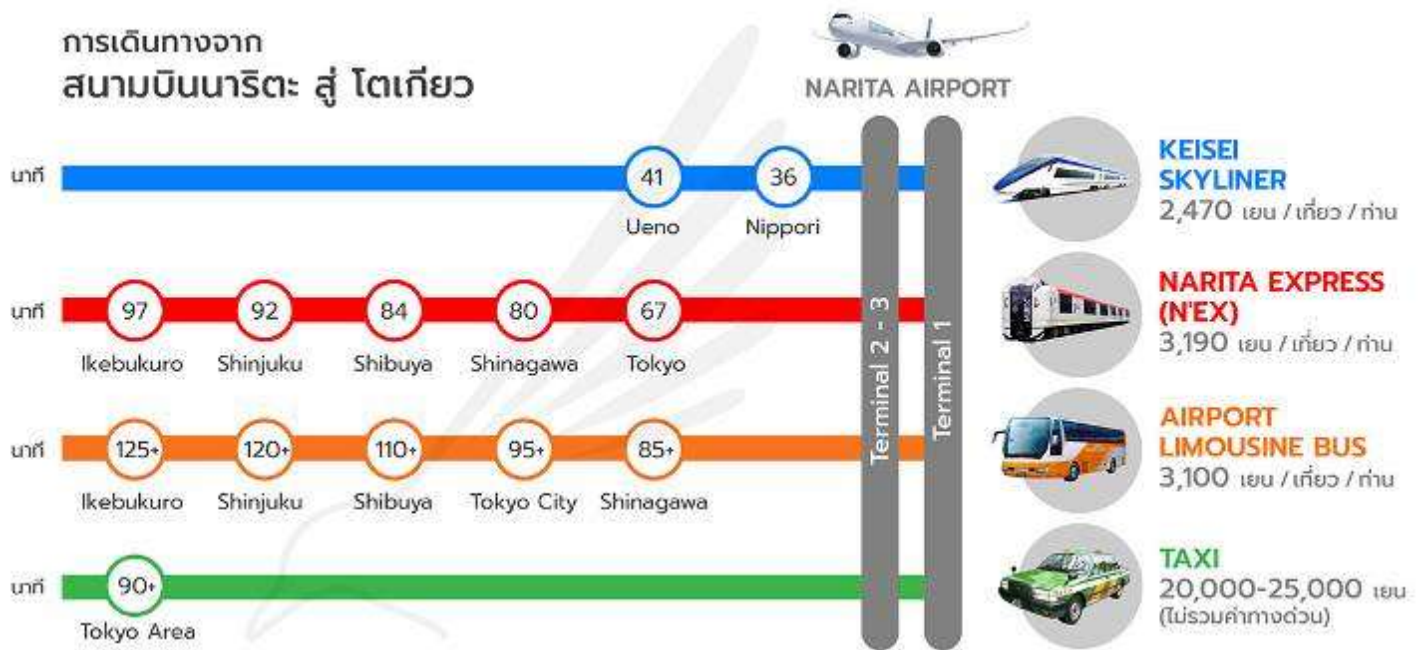 การเดินทางจาก
สนามบินนาริตะ สู่ โตเกียว
NARITA AIRPORT
นาที
41
36
Ueno
Nippori
KEISEI
SKYLINER
2,470 เยน / เที่ยว / ท่าน
นาที
97
92
84
80
67
Ikebukuro
Shinjuku
Shibuya
Shinagawa
Tokyo
NARITA EXPRESS
(N'EX)
3,190 เยน / เที่ยว / ท่าน
Terminal 2 - 3
Terminal 1
นาที
125+
120+
110+
95+
85+
Ikebukuro
Shinjuku
Shibuya
Tokyo City
Shinagawa
AIRPORT
LIMOUSINE BUS
3,100 เยน / เที่ยว / ท่าน
นาที
90+
Tokyo Area
TAXI
20,000-25,000 เยน
(ไม่รวมค่าทางด่วน)